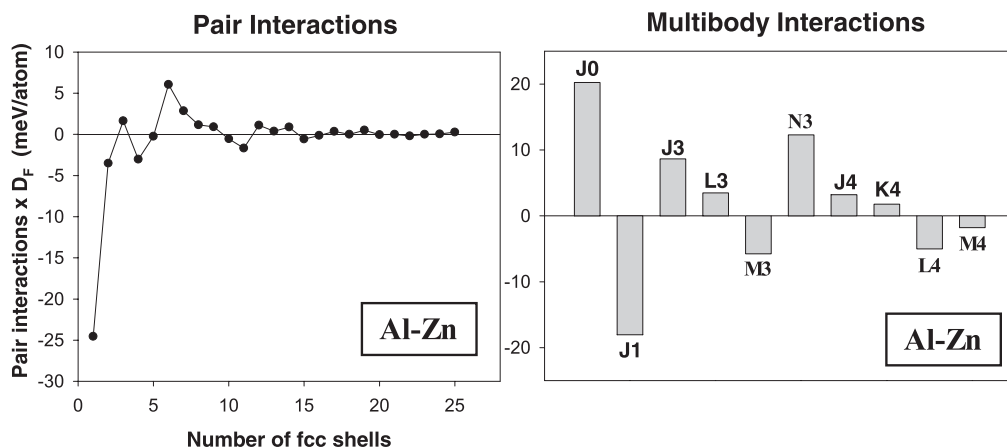 Pair Interactions
Pair interactions x D_F (meV/atom)
10
5
0
-5
-10
-15
-20
-25
-30
0
5
10
15
20
25
Al-Zn
Number of fcc shells
Multibody Interactions
20
10
0
-10
-20
J0
J1
J3
L3
M3
N3
J4
K4
L4
M4
Al-Zn